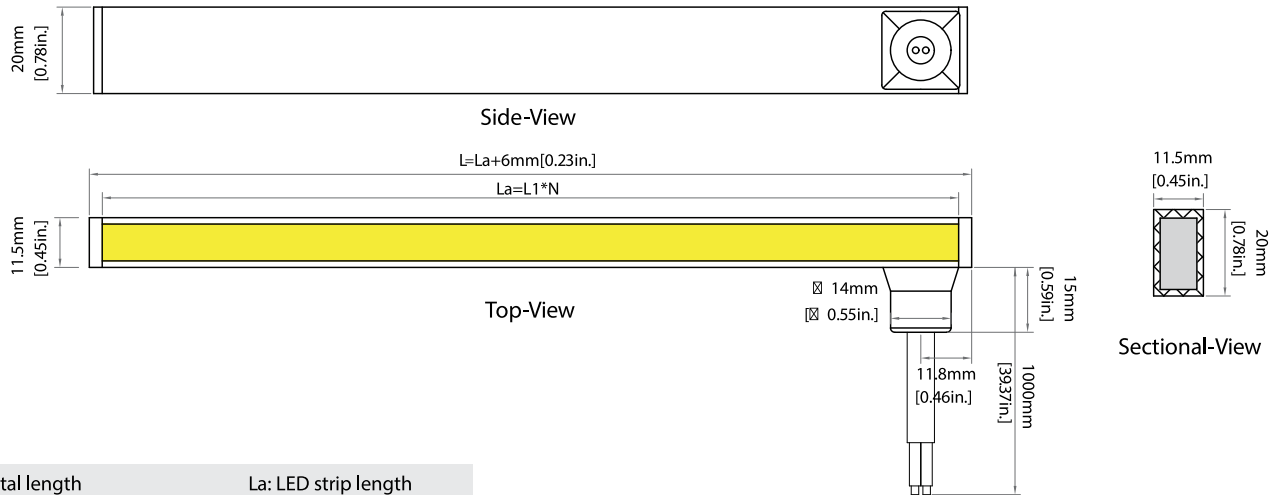 20mm
[0.78in.]
Side-View
L=La+6mm[0.23in.]
La=L1*N
11.5mm
[0.45in.]
Top-View
14mm
[ 0.55in.]
11.8mm
[0.46in.]
15mm
[0.59in.]
1000mm
[39.37in.]
11.5mm
[0.45in.]
20mm
[0.78in.]
Sectional-View
tal length
La: LED strip length